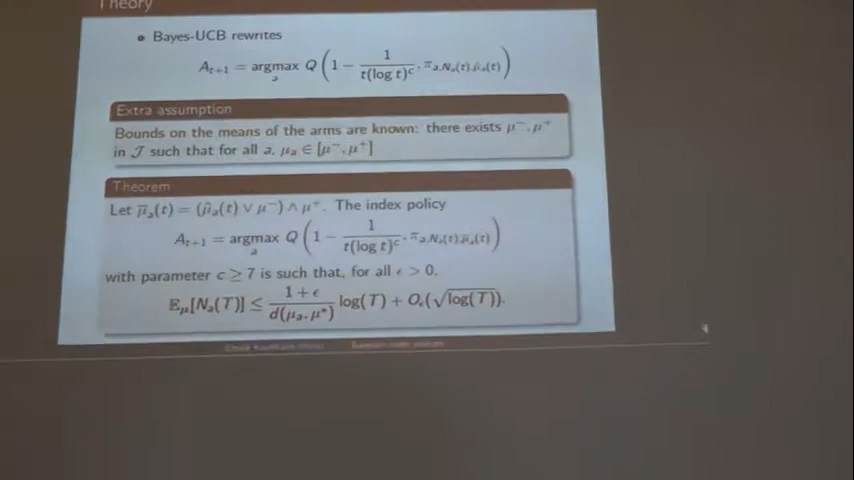 Theory
• Bayes-UCB rewrites
A_{t+1} = argmax_a Q(1 − 1/(t(log t)^c), π_{a,N_a(t),μ̂_a(t)})
Extra assumption
Bounds on the means of the arms are known: there exists μ⁻, μ⁺
in 𝒥 such that for all a, μ_a ∈ [μ⁻, μ⁺]
Theorem
Let μ̄_a(t) = (μ̂_a(t) ∨ μ⁻) ∧ μ⁺. The index policy
A_{t+1} = argmax_a Q(1 − 1/(t(log t)^c), π_{a,N_a(t),μ̄_a(t)})
with parameter c ≥ 7 is such that, for all ε > 0,
𝔼_μ[N_a(T)] ≤ (1 + ε)/d(μ_a, μ*) log(T) + O_ε(√log(T)).